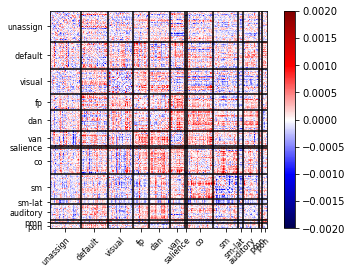 unassign
default
visual
fp
dan
van
salience
co
sm
sm-lat
auditory
pmn
pon
unassign
default
visual
fp
dan
van
salience
co
sm
sm-lat
auditory
0.0020
0.0015
0.0010
0.0005
0.0000
−0.0005
−0.0010
−0.0015
−0.0020